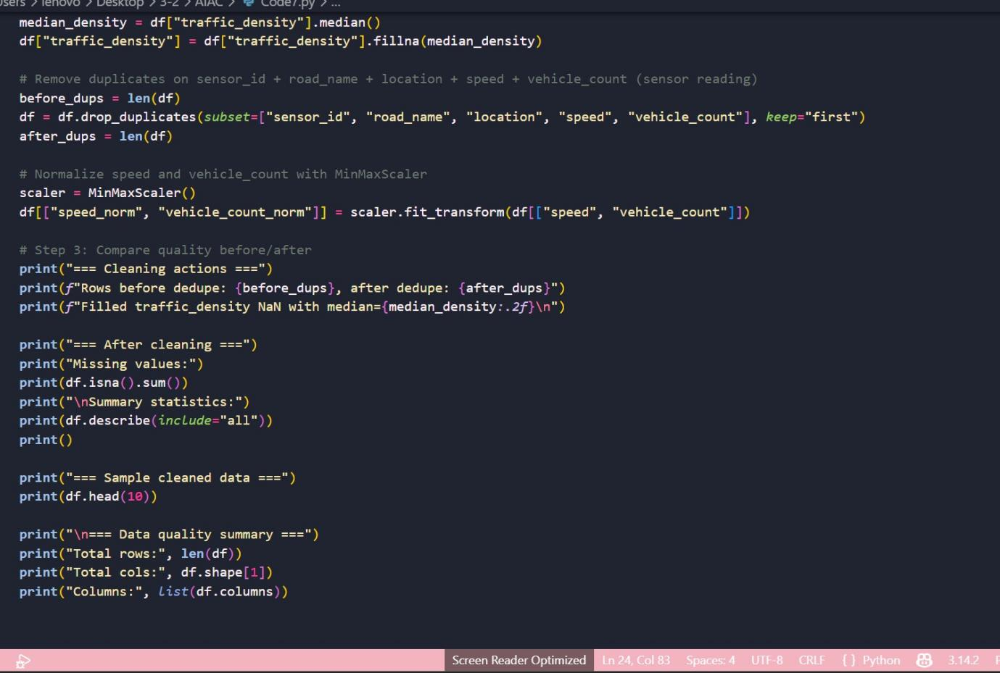 Users > lenovo > Desktop > 3-2 > AIAC > Code7.py > ...
median_density = df["traffic_density"].median()
df["traffic_density"] = df["traffic_density"].fillna(median_density)
# Remove duplicates on sensor_id + road_name + location + speed + vehicle_count (sensor reading)
before_dups = len(df)
df = df.drop_duplicates(subset=["sensor_id", "road_name", "location", "speed", "vehicle_count"], keep="first")
after_dups = len(df)
# Normalize speed and vehicle_count with MinMaxScaler
scaler = MinMaxScaler()
df[["speed_norm", "vehicle_count_norm"]] = scaler.fit_transform(df[["speed", "vehicle_count"]])
# Step 3: Compare quality before/after
print("=== Cleaning actions ===")
print(f"Rows before dedupe: {before_dups}, after dedupe: {after_dups}")
print(f"Filled traffic_density NaN with median={median_density:.2f}\n")
print("=== After cleaning ===")
print("Missing values:")
print(df.isna().sum())
print("\nSummary statistics:")
print(df.describe(include="all"))
print()
print("=== Sample cleaned data ===")
print(df.head(10))
print("\n=== Data quality summary ===")
print("Total rows:", len(df))
print("Total cols:", df.shape[1])
print("Columns:", list(df.columns))
Screen Reader Optimized Ln 24, Col 83 Spaces: 4 UTF-8 CRLF { } Python 3.14.2